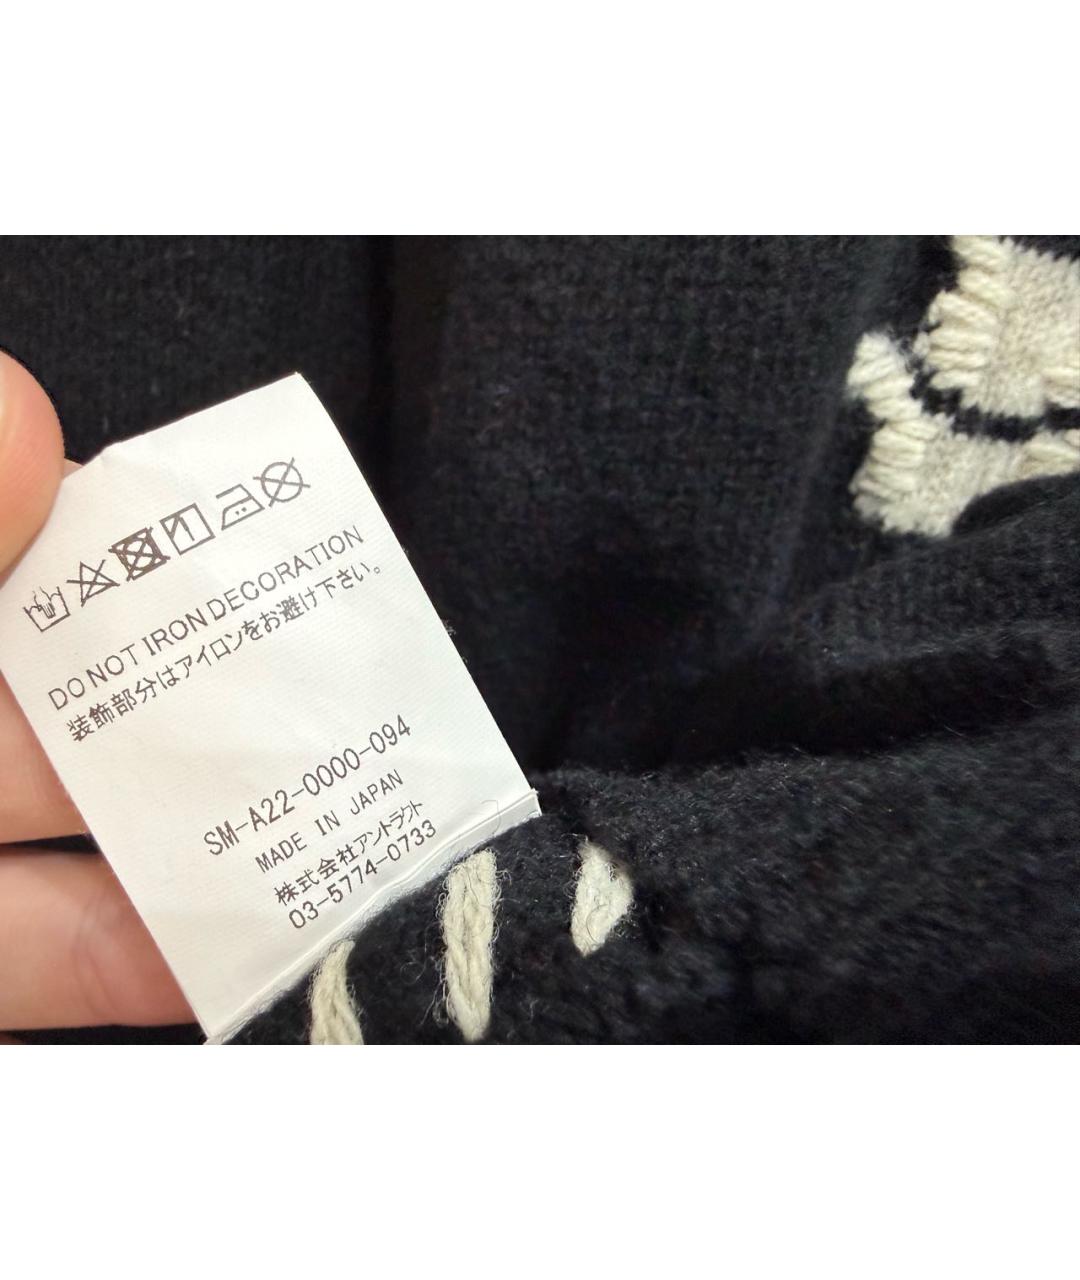 DO NOT IRON DECORATION
装飾部分はアイロンをお避け下さい。
SM-A22-0000-094
MADE IN JAPAN
株式会社アントラクト
03-5774-0733